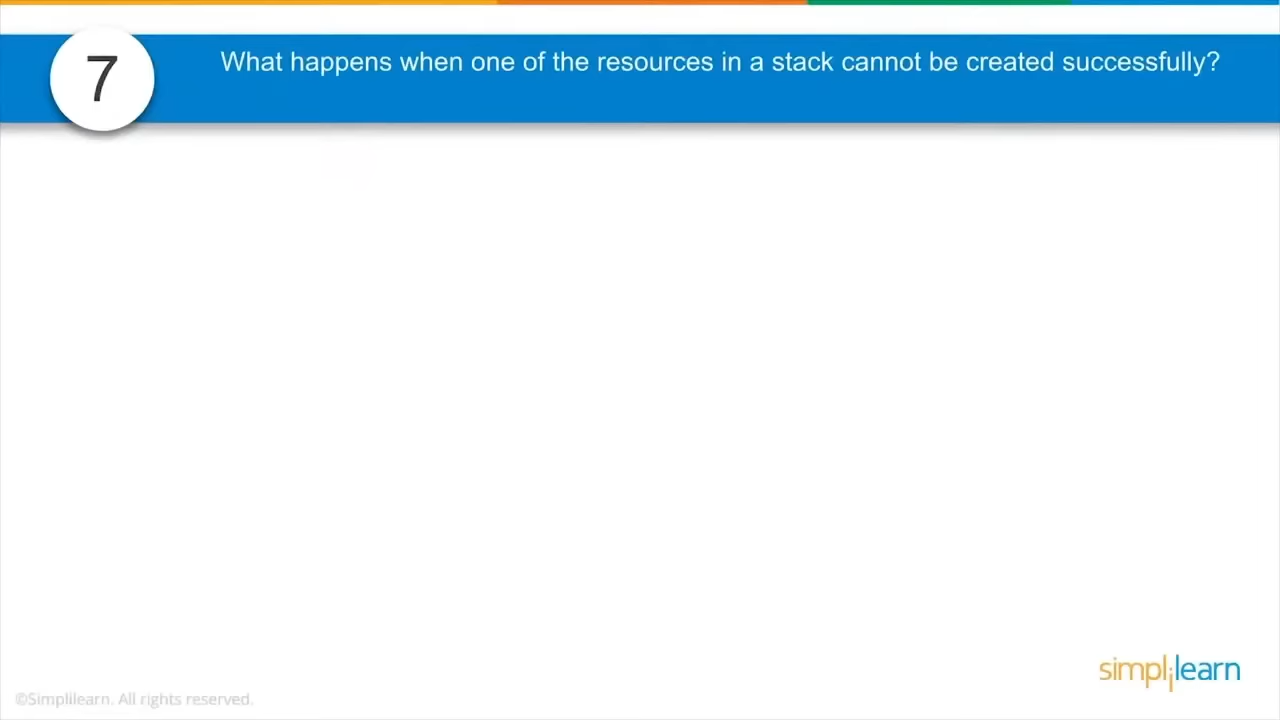 7
What happens when one of the resources in a stack cannot be created successfully?
simplilearn
©Simplilearn. All rights reserved.